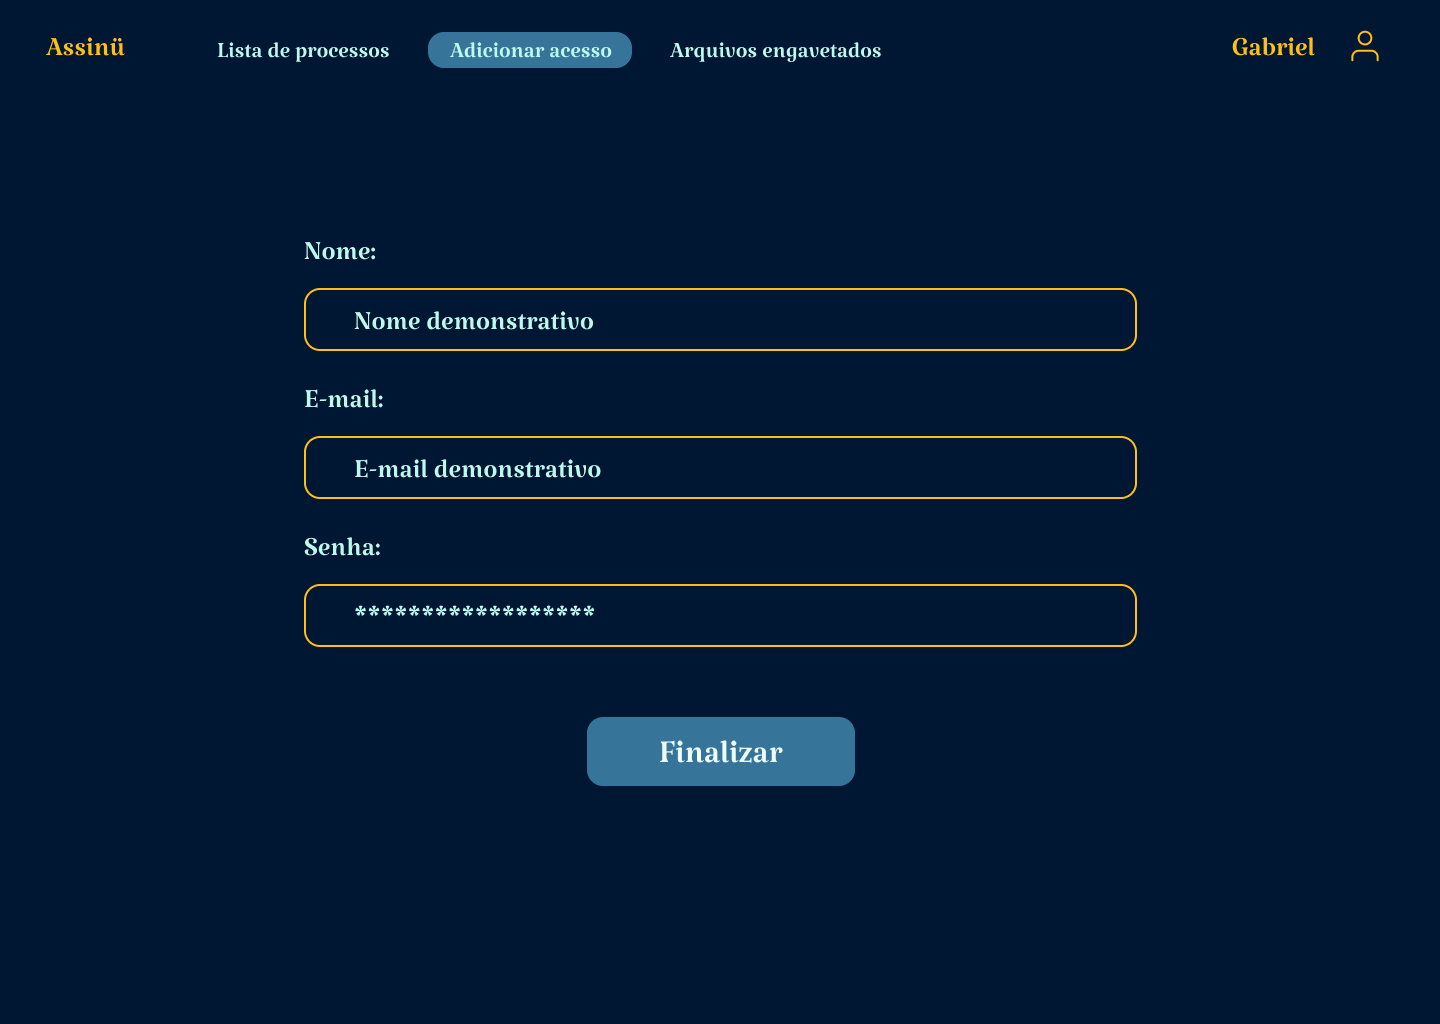 Assinü Lista de processos Adicionar acesso Arquivos engavetados Gabriel
Nome:
Nome demonstrativo
E-mail:
E-mail demonstrativo
Senha:
******************
Finalizar